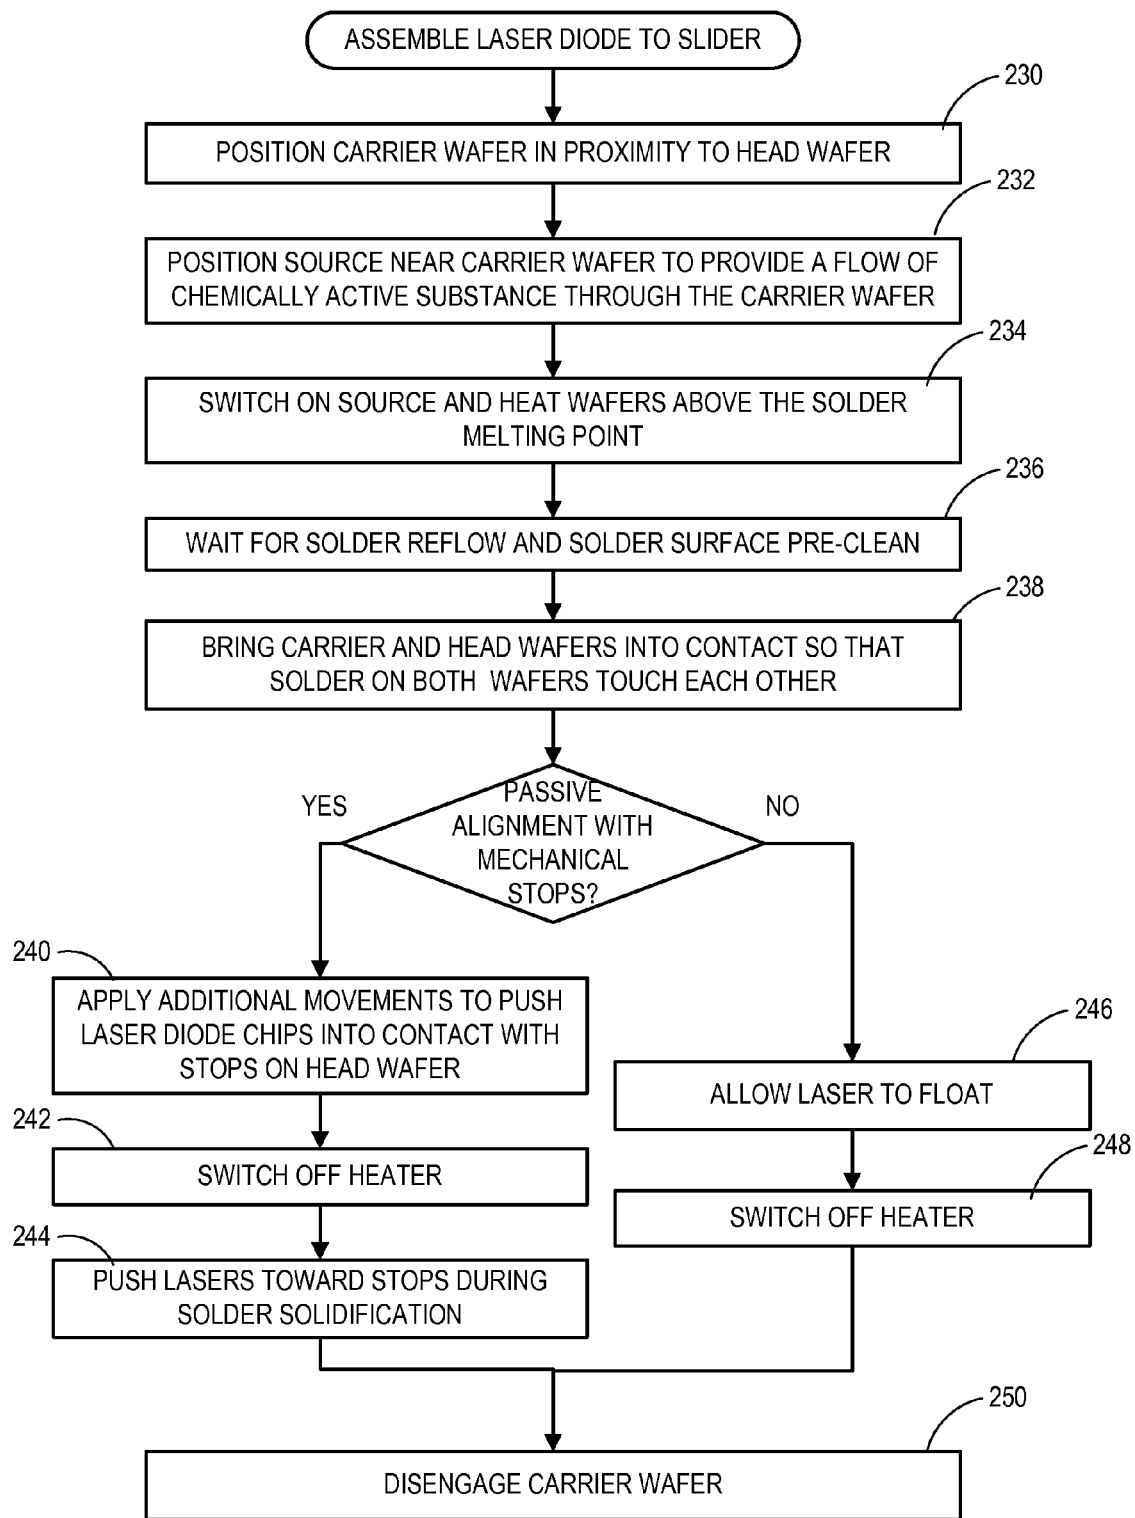 ASSEMBLE LASER DIODE TO SLIDER
230
POSITION CARRIER WAFER IN PROXIMITY TO HEAD WAFER
232
POSITION SOURCE NEAR CARRIER WAFER TO PROVIDE A FLOW OF
CHEMICALLY ACTIVE SUBSTANCE THROUGH THE CARRIER WAFER
234
SWITCH ON SOURCE AND HEAT WAFERS ABOVE THE SOLDER
MELTING POINT
236
WAIT FOR SOLDER REFLOW AND SOLDER SURFACE PRE-CLEAN
238
BRING CARRIER AND HEAD WAFERS INTO CONTACT SO THAT
SOLDER ON BOTH WAFERS TOUCH EACH OTHER
YES
NO
PASSIVE
ALIGNMENT WITH
MECHANICAL
STOPS?
240
APPLY ADDITIONAL MOVEMENTS TO PUSH
LASER DIODE CHIPS INTO CONTACT WITH
STOPS ON HEAD WAFER
242
SWITCH OFF HEATER
244
PUSH LASERS TOWARD STOPS DURING
SOLDER SOLIDIFICATION
246
ALLOW LASER TO FLOAT
248
SWITCH OFF HEATER
250
DISENGAGE CARRIER WAFER